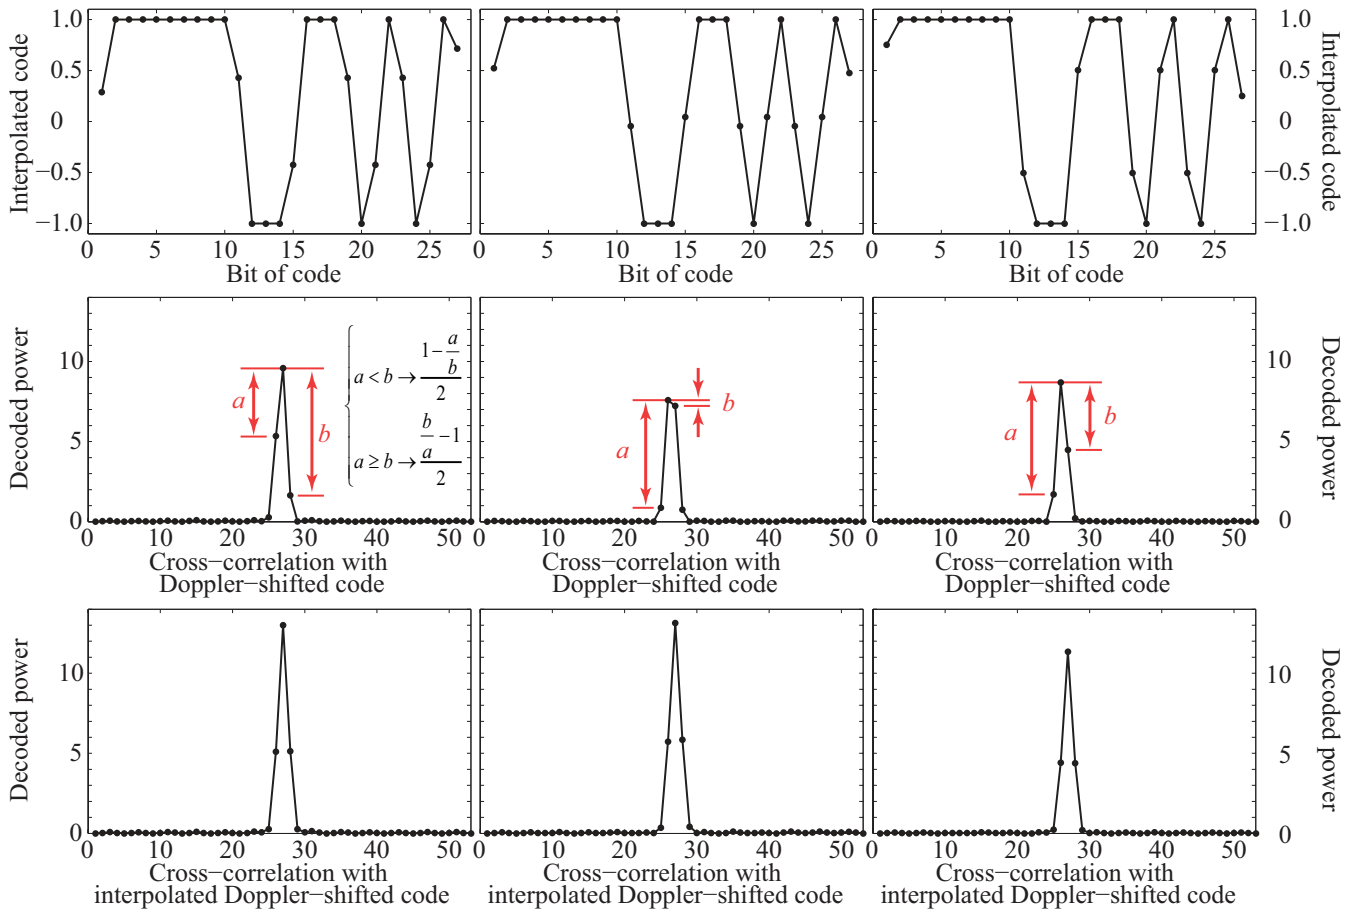 1.0 1.0
0.5 0.5
0 0
−0.5 −0.5
−1.0 −1.0
Interpolated code
Interpolated code
0 5 10 15 20 25 0 5 10 15 20 25 0 5 10 15 20 25
Bit of code Bit of code Bit of code
10 10
5 5
0 0
Decoded power
Decoded power
a b
a < b → (1 − a/b)/2
a ≥ b → (b/a − 1)/2
a b
a b
0 10 20 30 40 50 0 10 20 30 40 50 0 10 20 30 40 50
Cross−correlation with Cross−correlation with Cross−correlation with
Doppler−shifted code Doppler−shifted code Doppler−shifted code
10 10
5 5
0 0
Decoded power
Decoded power
0 10 20 30 40 50 0 10 20 30 40 50 0 10 20 30 40 50
Cross−correlation with Cross−correlation with Cross−correlation with
interpolated Doppler−shifted code interpolated Doppler−shifted code interpolated Doppler−shifted code